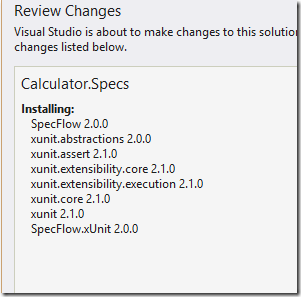 Review Changes
Visual Studio is about to make changes to this solution
changes listed below.
Calculator.Specs
Installing:
SpecFlow 2.0.0
xunit.abstractions 2.0.0
xunit.assert 2.1.0
xunit.extensibility.core 2.1.0
xunit.extensibility.execution 2.1.0
xunit.core 2.1.0
xunit 2.1.0
SpecFlow.xUnit 2.0.0